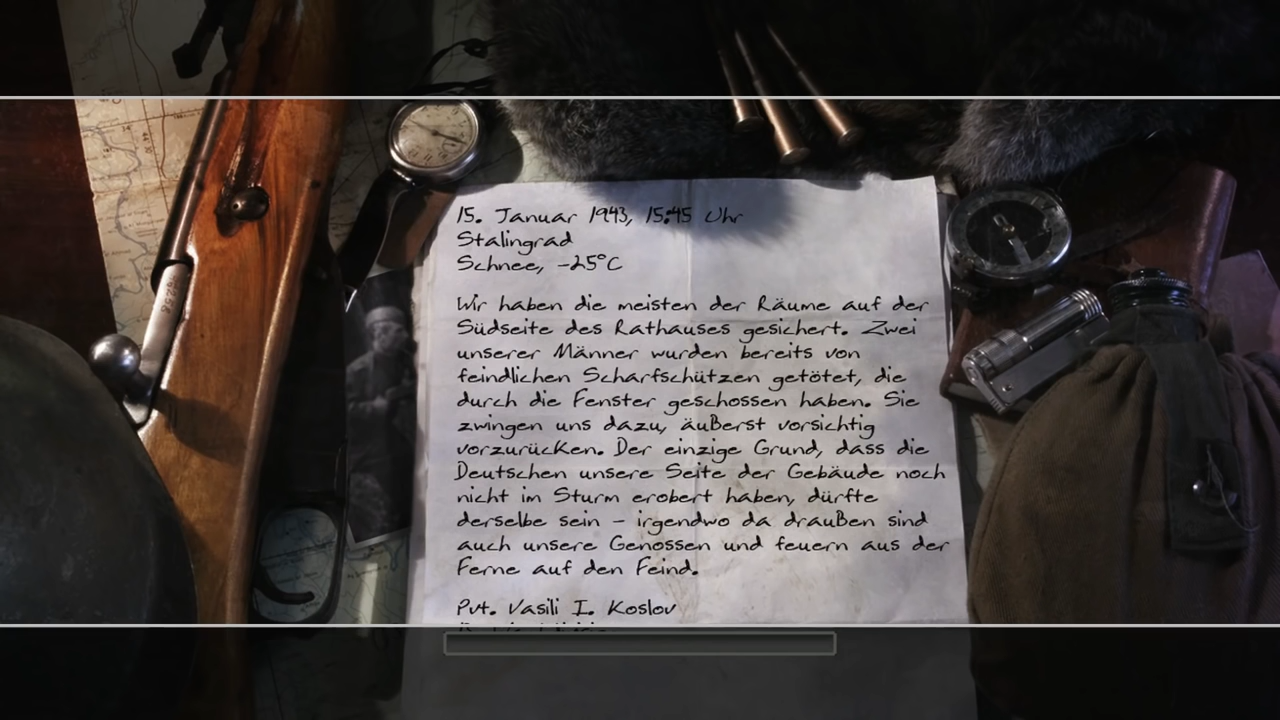 15. Januar 1943, 15:45 Uhr
Stalingrad
Schnee, -25°C
Wir haben die meisten der Räume auf der
Südseite des Rathauses gesichert. Zwei
unserer Männer wurden bereits von
feindlichen Scharfschützen getötet, die
durch die Fenster geschossen haben. Sie
zwingen uns dazu, äußerst vorsichtig
vorzurücken. Der einzige Grund, dass die
Deutschen unsere Seite der Gebäude noch
nicht im Sturm erobert haben, dürfte
derselbe sein - irgendwo da draußen sind
auch unsere Genossen und feuern aus der
Ferne auf den Feind.
Pvt. Vasili I. Koslov